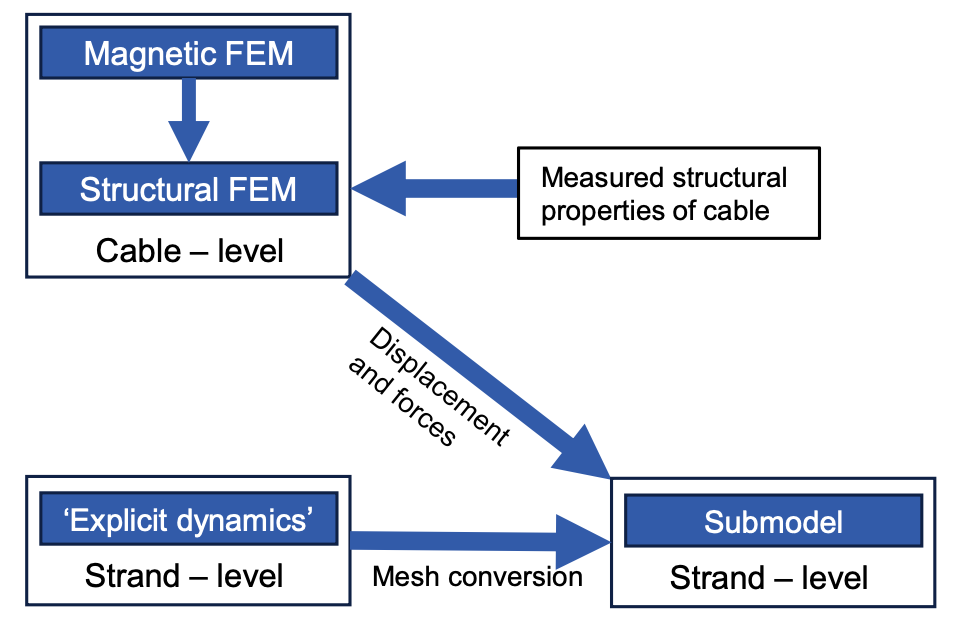 Magnetic FEM
Structural FEM
Cable – level
Measured structural
properties of cable
Displacement
and forces
‘Explicit dynamics’
Strand – level
Mesh conversion
Submodel
Strand – level